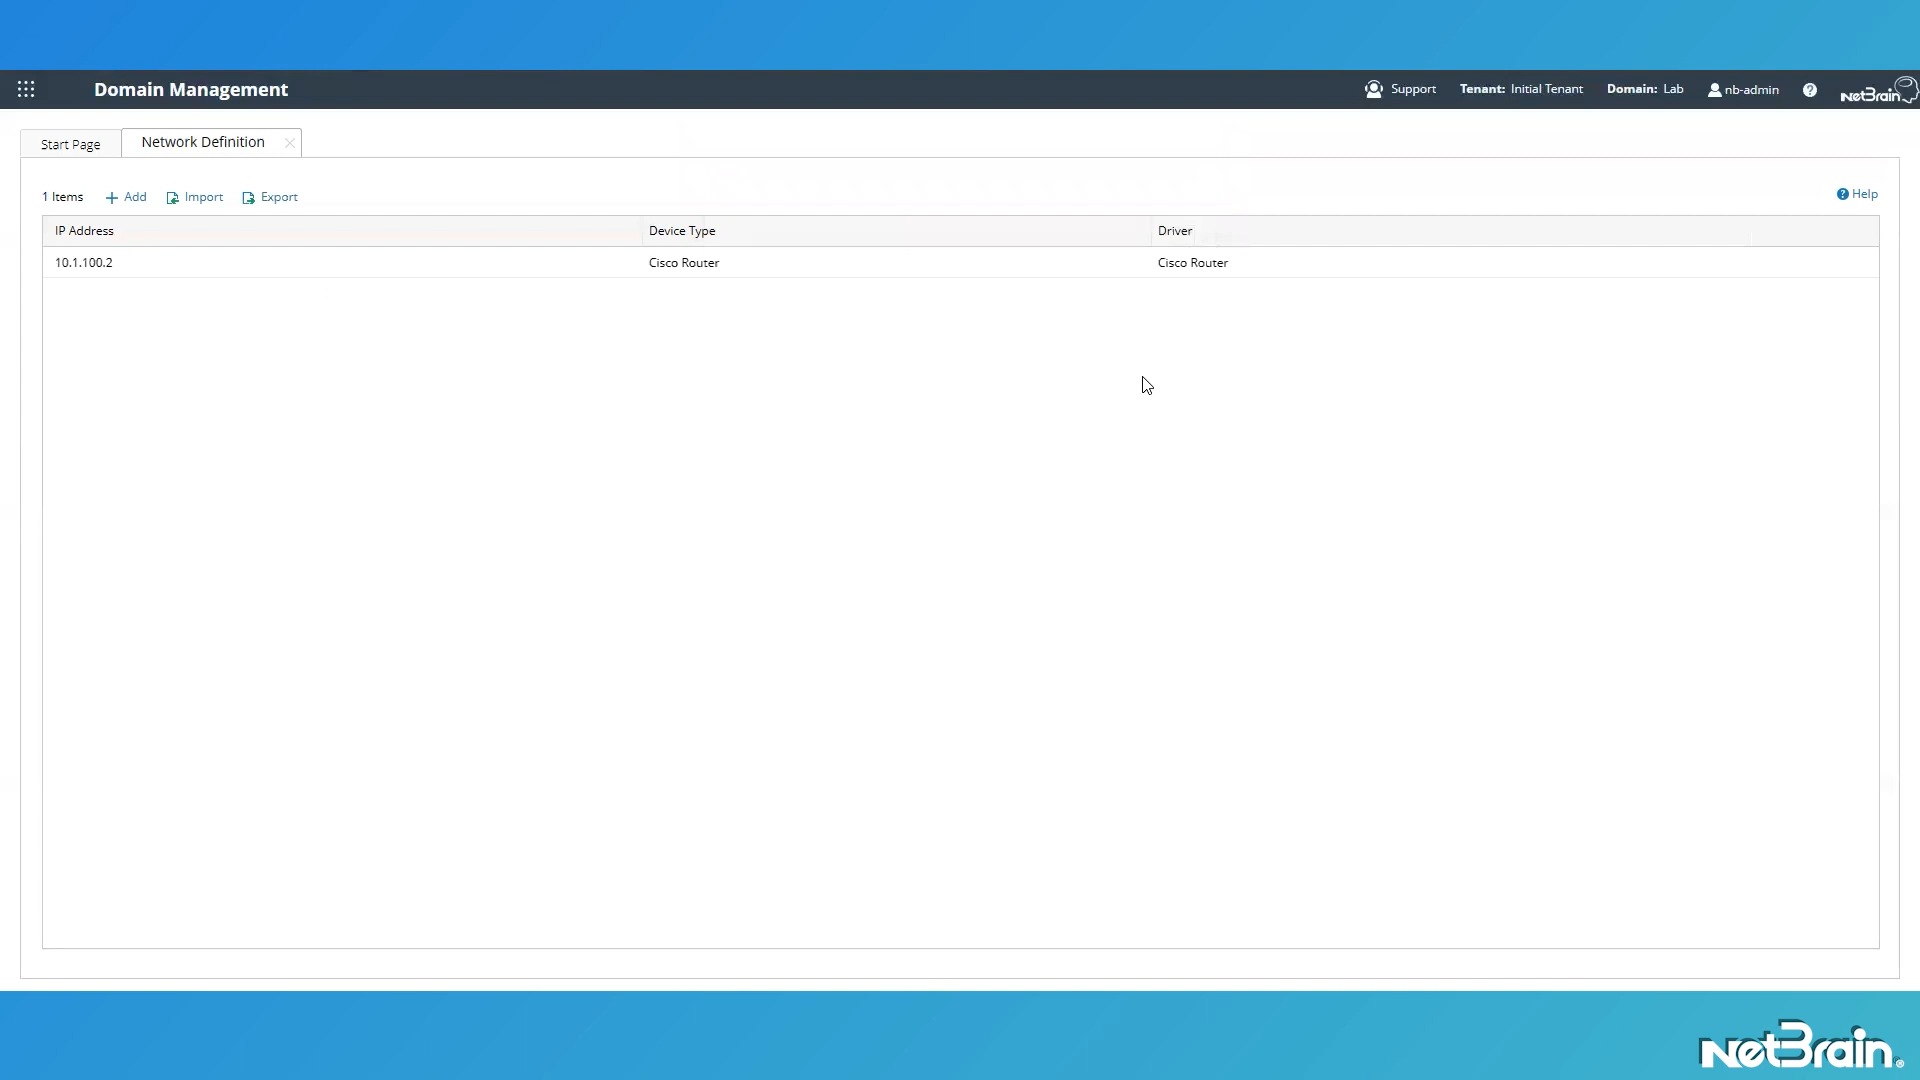 Domain Management
Support Tenant: Initial Tenant Domain: Lab nb-admin ? NetBrain
Start Page Network Definition
1 Items Add Import Export Help
IP Address Device Type Driver
10.1.100.2 Cisco Router Cisco Router
NetBrain®